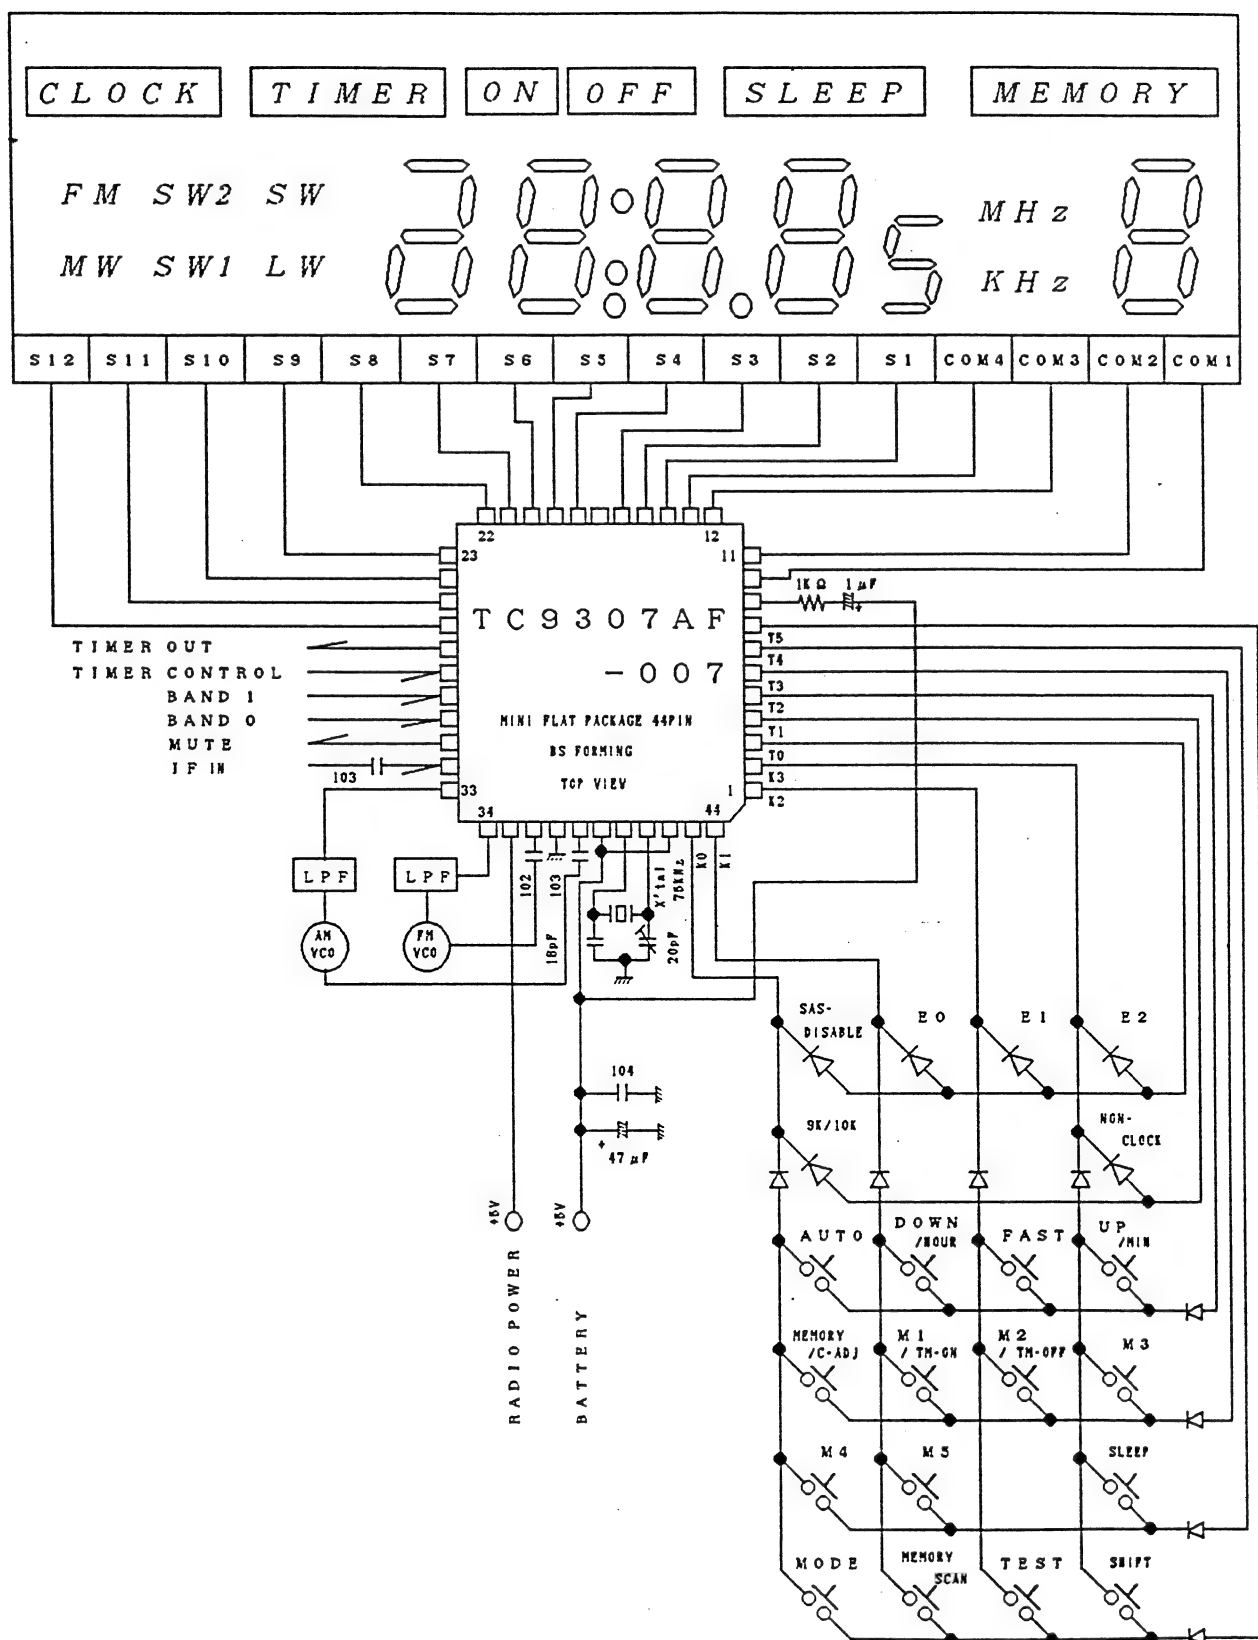 CLOCK TIMER ON OFF SLEEP MEMORY
FM SW2 SW MHz
MW SW1 LW KHz
S12 S11 S10 S9 S8 S7 S6 S5 S4 S3 S2 S1 COM4 COM3 COM2 COM1
22 12
23 11
1KΩ 1μF
+
TC9307AF
-007
MINI FLAT PACKAGE 44PIN
BS FORMING
TOP VIEW
TIMER OUT
TIMER CONTROL
BAND 1
BAND 0
MUTE
IF IN
103
T5
T4
T3
T2
T1
T0
K3
K2
33 1
34 44
LPF LPF
AM VCO
FM VCO
102
103
18pF
X'tal
75KHz
20pF
K0
K1
SAS-DISABLE E0 E1 E2
104
+
47μF
9K/10K NON-CLOCK
+5V +5V
RADIO POWER
BATTERY
AUTO DOWN/HOUR FAST UP/MIN
MEMORY/C-ADJ M1/TM-ON M2/TM-OFF M3
M4 M5 SLEEP
MODE MEMORY SCAN TEST SHIFT